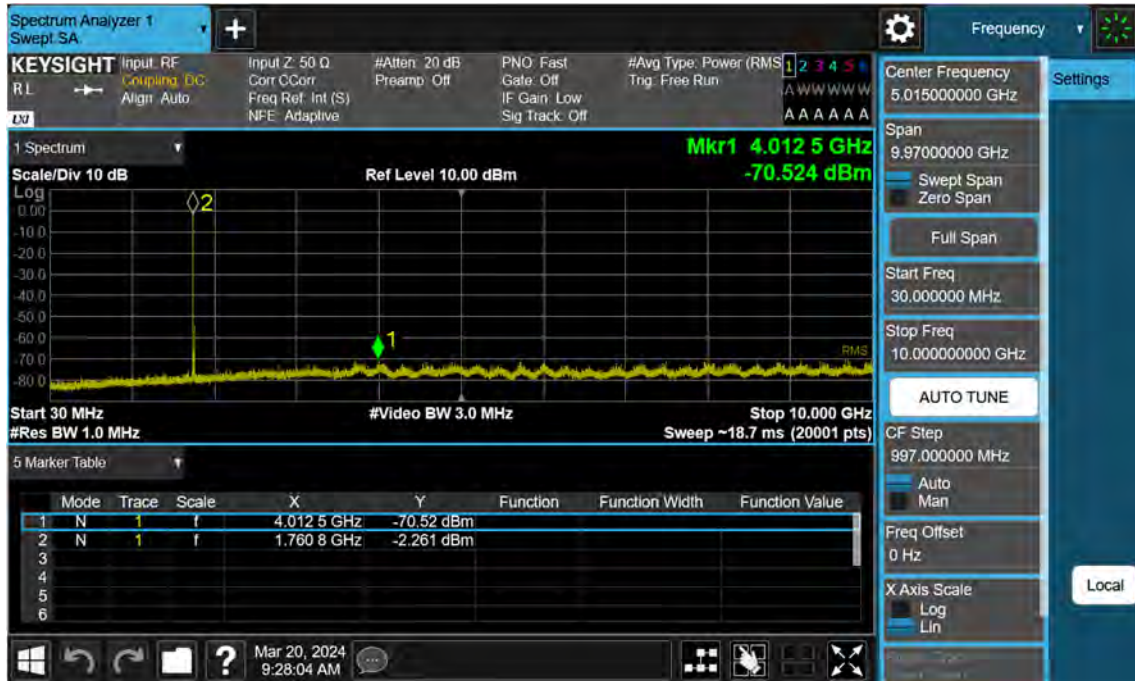 Spectrum Analyzer 1
Swept SA
+
Frequency
KEYSIGHT
RL
LXI
Input: RF
Coupling: DC
Align: Auto
Input Z: 50 Ω
Corr CCorr
Freq Ref: Int (S)
NFE: Adaptive
#Atten: 20 dB
Preamp: Off
PNO: Fast
Gate: Off
IF Gain: Low
Sig Track: Off
#Avg Type: Power (RMS
Trig: Free Run
1 2 3 4 5 6
A W W W W W
A A A A A A
Center Frequency
5.015000000 GHz
Settings
1 Spectrum
Scale/Div 10 dB
Ref Level 10.00 dBm
Mkr1 4.012 5 GHz
-70.524 dBm
Log
0.00
-10.0
-20.0
-30.0
-40.0
-50.0
-60.0
-70.0
-80.0
2
1
RMS
Start 30 MHz
#Video BW 3.0 MHz
Stop 10.000 GHz
#Res BW 1.0 MHz
Sweep ~18.7 ms (20001 pts)
Span
9.97000000 GHz
Swept Span
Zero Span
Full Span
Start Freq
30.000000 MHz
Stop Freq
10.000000000 GHz
AUTO TUNE
CF Step
997.000000 MHz
Auto
Man
Freq Offset
0 Hz
X Axis Scale
Log
Lin
Local
5 Marker Table
Mode Trace Scale X Y Function Function Width Function Value
1 N 1 f 4.012 5 GHz -70.52 dBm
2 N 1 f 1.760 8 GHz -2.261 dBm
3
4
5
6
?
Mar 20, 2024
9:28:04 AM